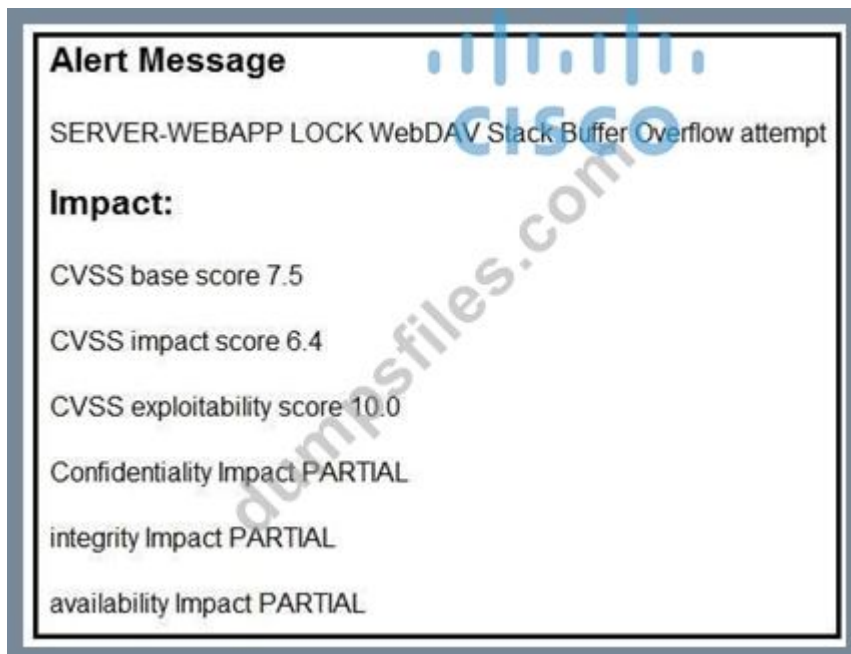 Alert Message
CISCO
SERVER-WEBAPP LOCK WebDAV Stack Buffer Overflow attempt
Impact:
CVSS base score 7.5
CVSS impact score 6.4
CVSS exploitability score 10.0
Confidentiality Impact PARTIAL
integrity Impact PARTIAL
availability Impact PARTIAL
dumpsfiles.com